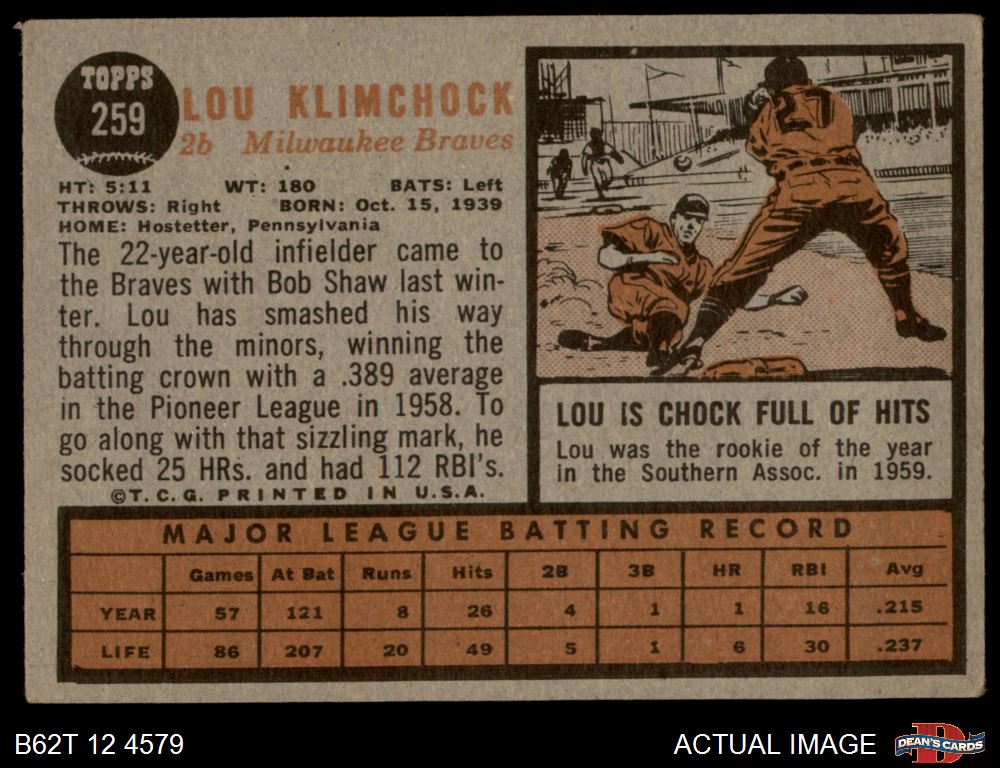 TOPPS
259
LOU KLIMCHOCK
2b Milwaukee Braves
HT: 5:11 WT: 180 BATS: Left
THROWS: Right BORN: Oct. 15, 1939
HOME: Hostetter, Pennsylvania
The 22-year-old infielder came to
the Braves with Bob Shaw last win-
ter. Lou has smashed his way
through the minors, winning the
batting crown with a .389 average
in the Pioneer League in 1958. To
go along with that sizzling mark, he
socked 25 HRs. and had 112 RBI's.
©T.C.G. PRINTED IN U.S.A.
27
LOU IS CHOCK FULL OF HITS
Lou was the rookie of the year
in the Southern Assoc. in 1959.
MAJOR LEAGUE BATTING RECORD
Games At Bat Runs Hits 2B 3B HR RBI Avg
YEAR 57 121 8 26 4 1 1 16 .215
LIFE 86 207 20 49 5 1 6 30 .237
B62T 12 4579
ACTUAL IMAGE
D
DEAN'S CARDS